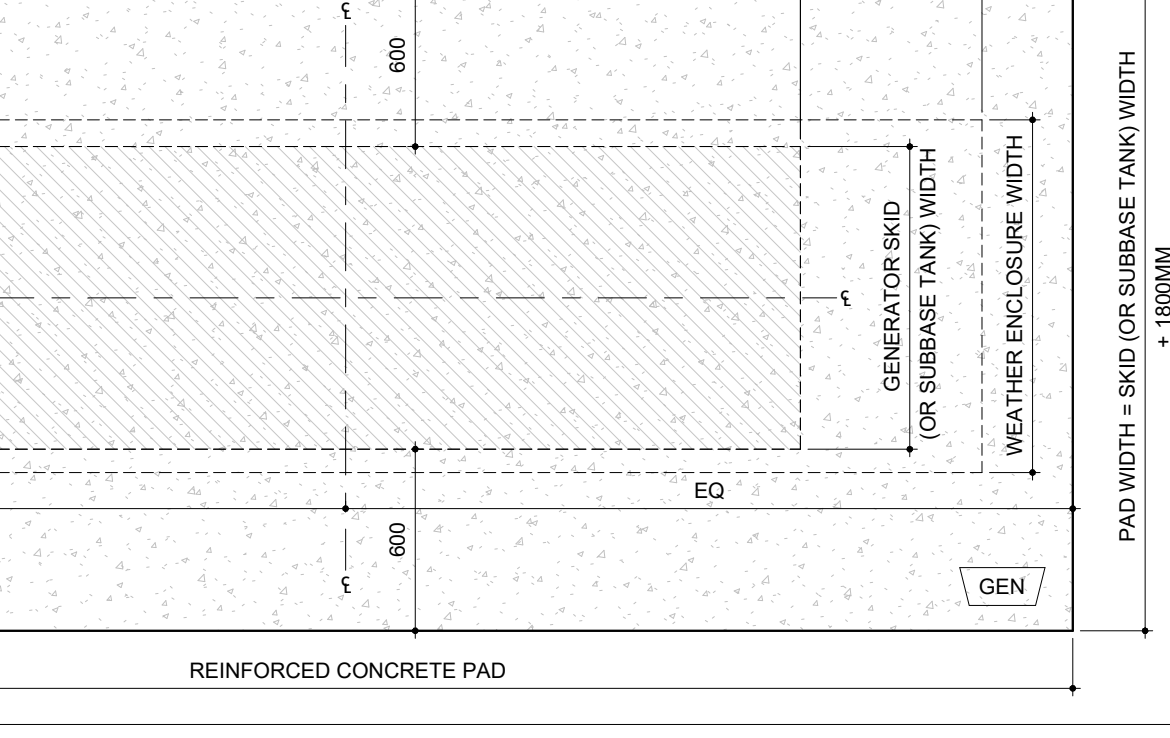 ℄
600
GENERATOR SKID
(OR SUBBASE TANK) WIDTH
WEATHER ENCLOSURE WIDTH
PAD WIDTH = SKID (OR SUBBASE TANK) WIDTH
+ 1800MM
℄
EQ
600
℄
GEN
REINFORCED CONCRETE PAD